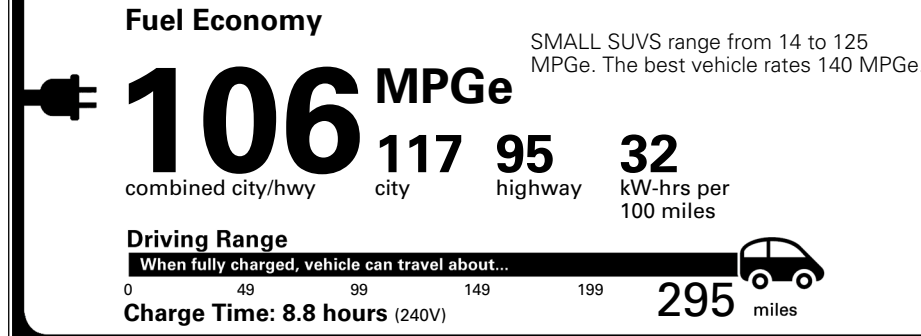 Fuel Economy
SMALL SUVS range from 14 to 125
MPGe. The best vehicle rates 140 MPGe
106 MPGe
117 95 32
combined city/hwy city highway kW-hrs per
100 miles
Driving Range
When fully charged, vehicle can travel about...
0 49 99 149 199 295 miles
Charge Time: 8.8 hours (240V)